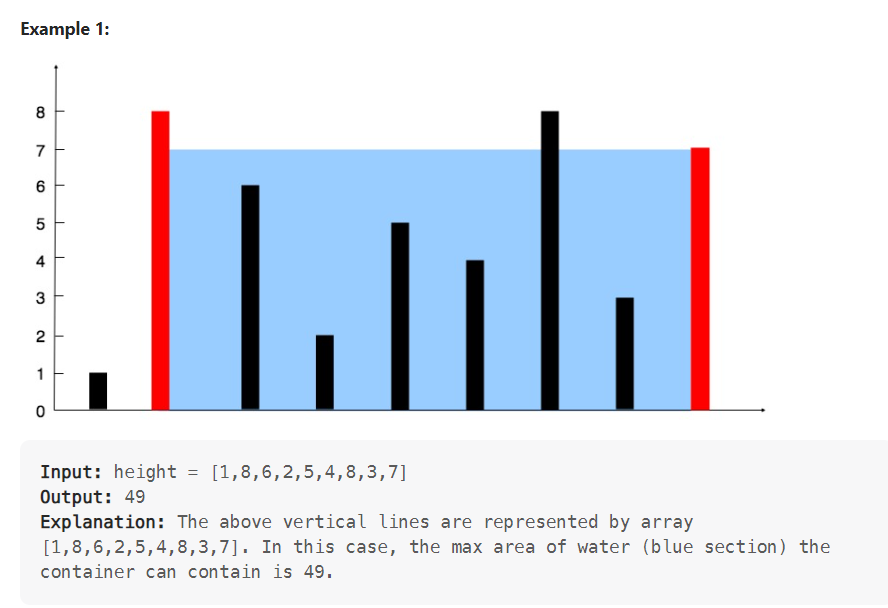 Example 1:
8
7
6
5
4
3
2
1
0
Input: height = [1,8,6,2,5,4,8,3,7]
Output: 49
Explanation: The above vertical lines are represented by array
[1,8,6,2,5,4,8,3,7]. In this case, the max area of water (blue section) the
container can contain is 49.